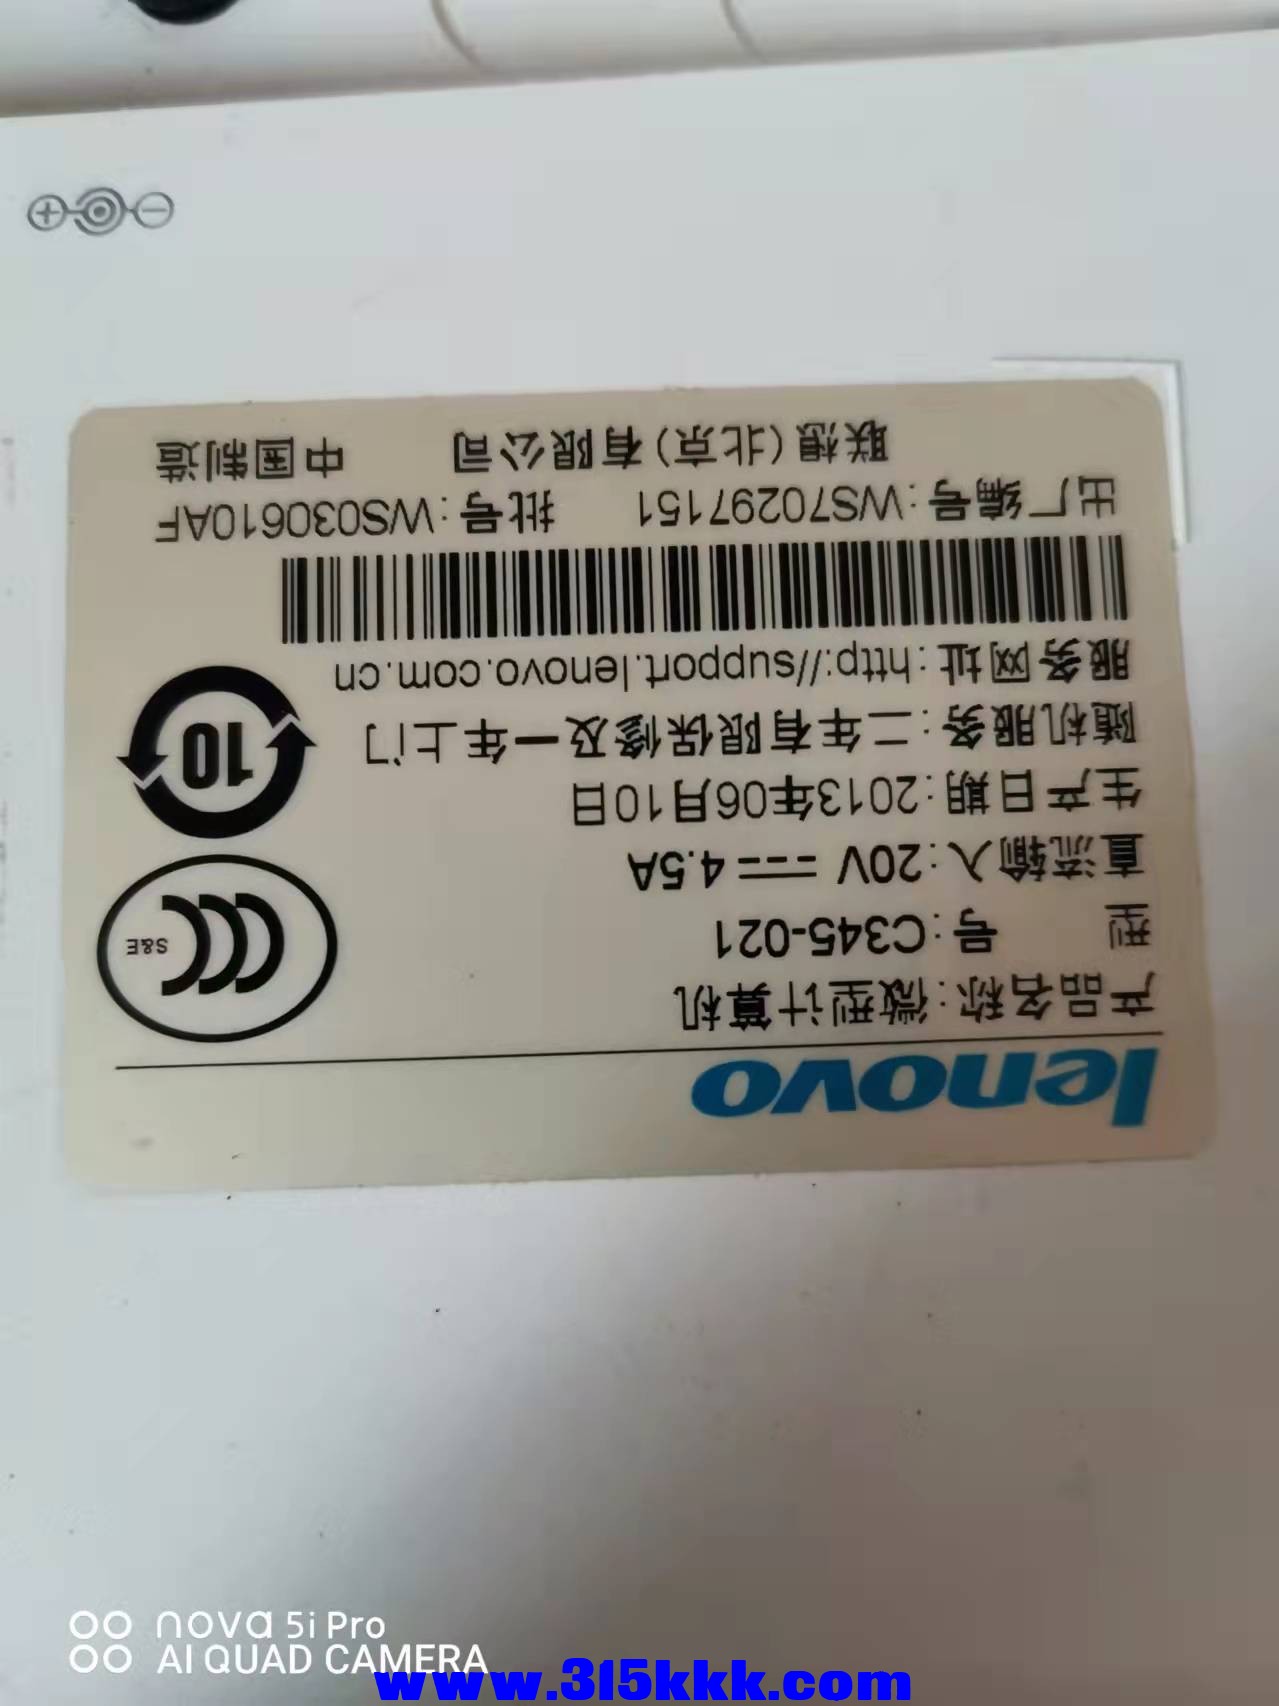 lenovo
产品名称:微型计算机
型 号:C345-021
直流输入:20V ⎓ 4.5A
生产日期:2013年06月10日
随机服务:二年有限保修及一年上门
服务网址:http://support.lenovo.com.cn
出厂编号:WS70297151 批号:WS030610AF
联想(北京)有限公司 中国制造
S&E
10
nova 5i Pro
AI QUAD CAMERA
www.315kkk.com